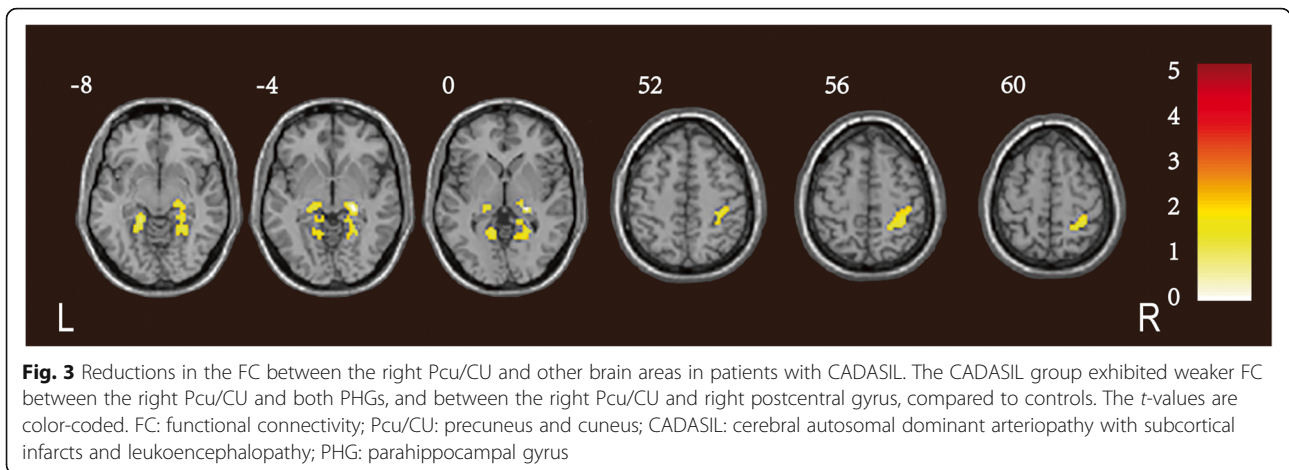 -8 -4 0 52 56 60
5
4
3
2
1
0
L R
Fig. 3 Reductions in the FC between the right Pcu/CU and other brain areas in patients with CADASIL. The CADASIL group exhibited weaker FC
between the right Pcu/CU and both PHGs, and between the right Pcu/CU and right postcentral gyrus, compared to controls. The t-values are
color-coded. FC: functional connectivity; Pcu/CU: precuneus and cuneus; CADASIL: cerebral autosomal dominant arteriopathy with subcortical
infarcts and leukoencephalopathy; PHG: parahippocampal gyrus